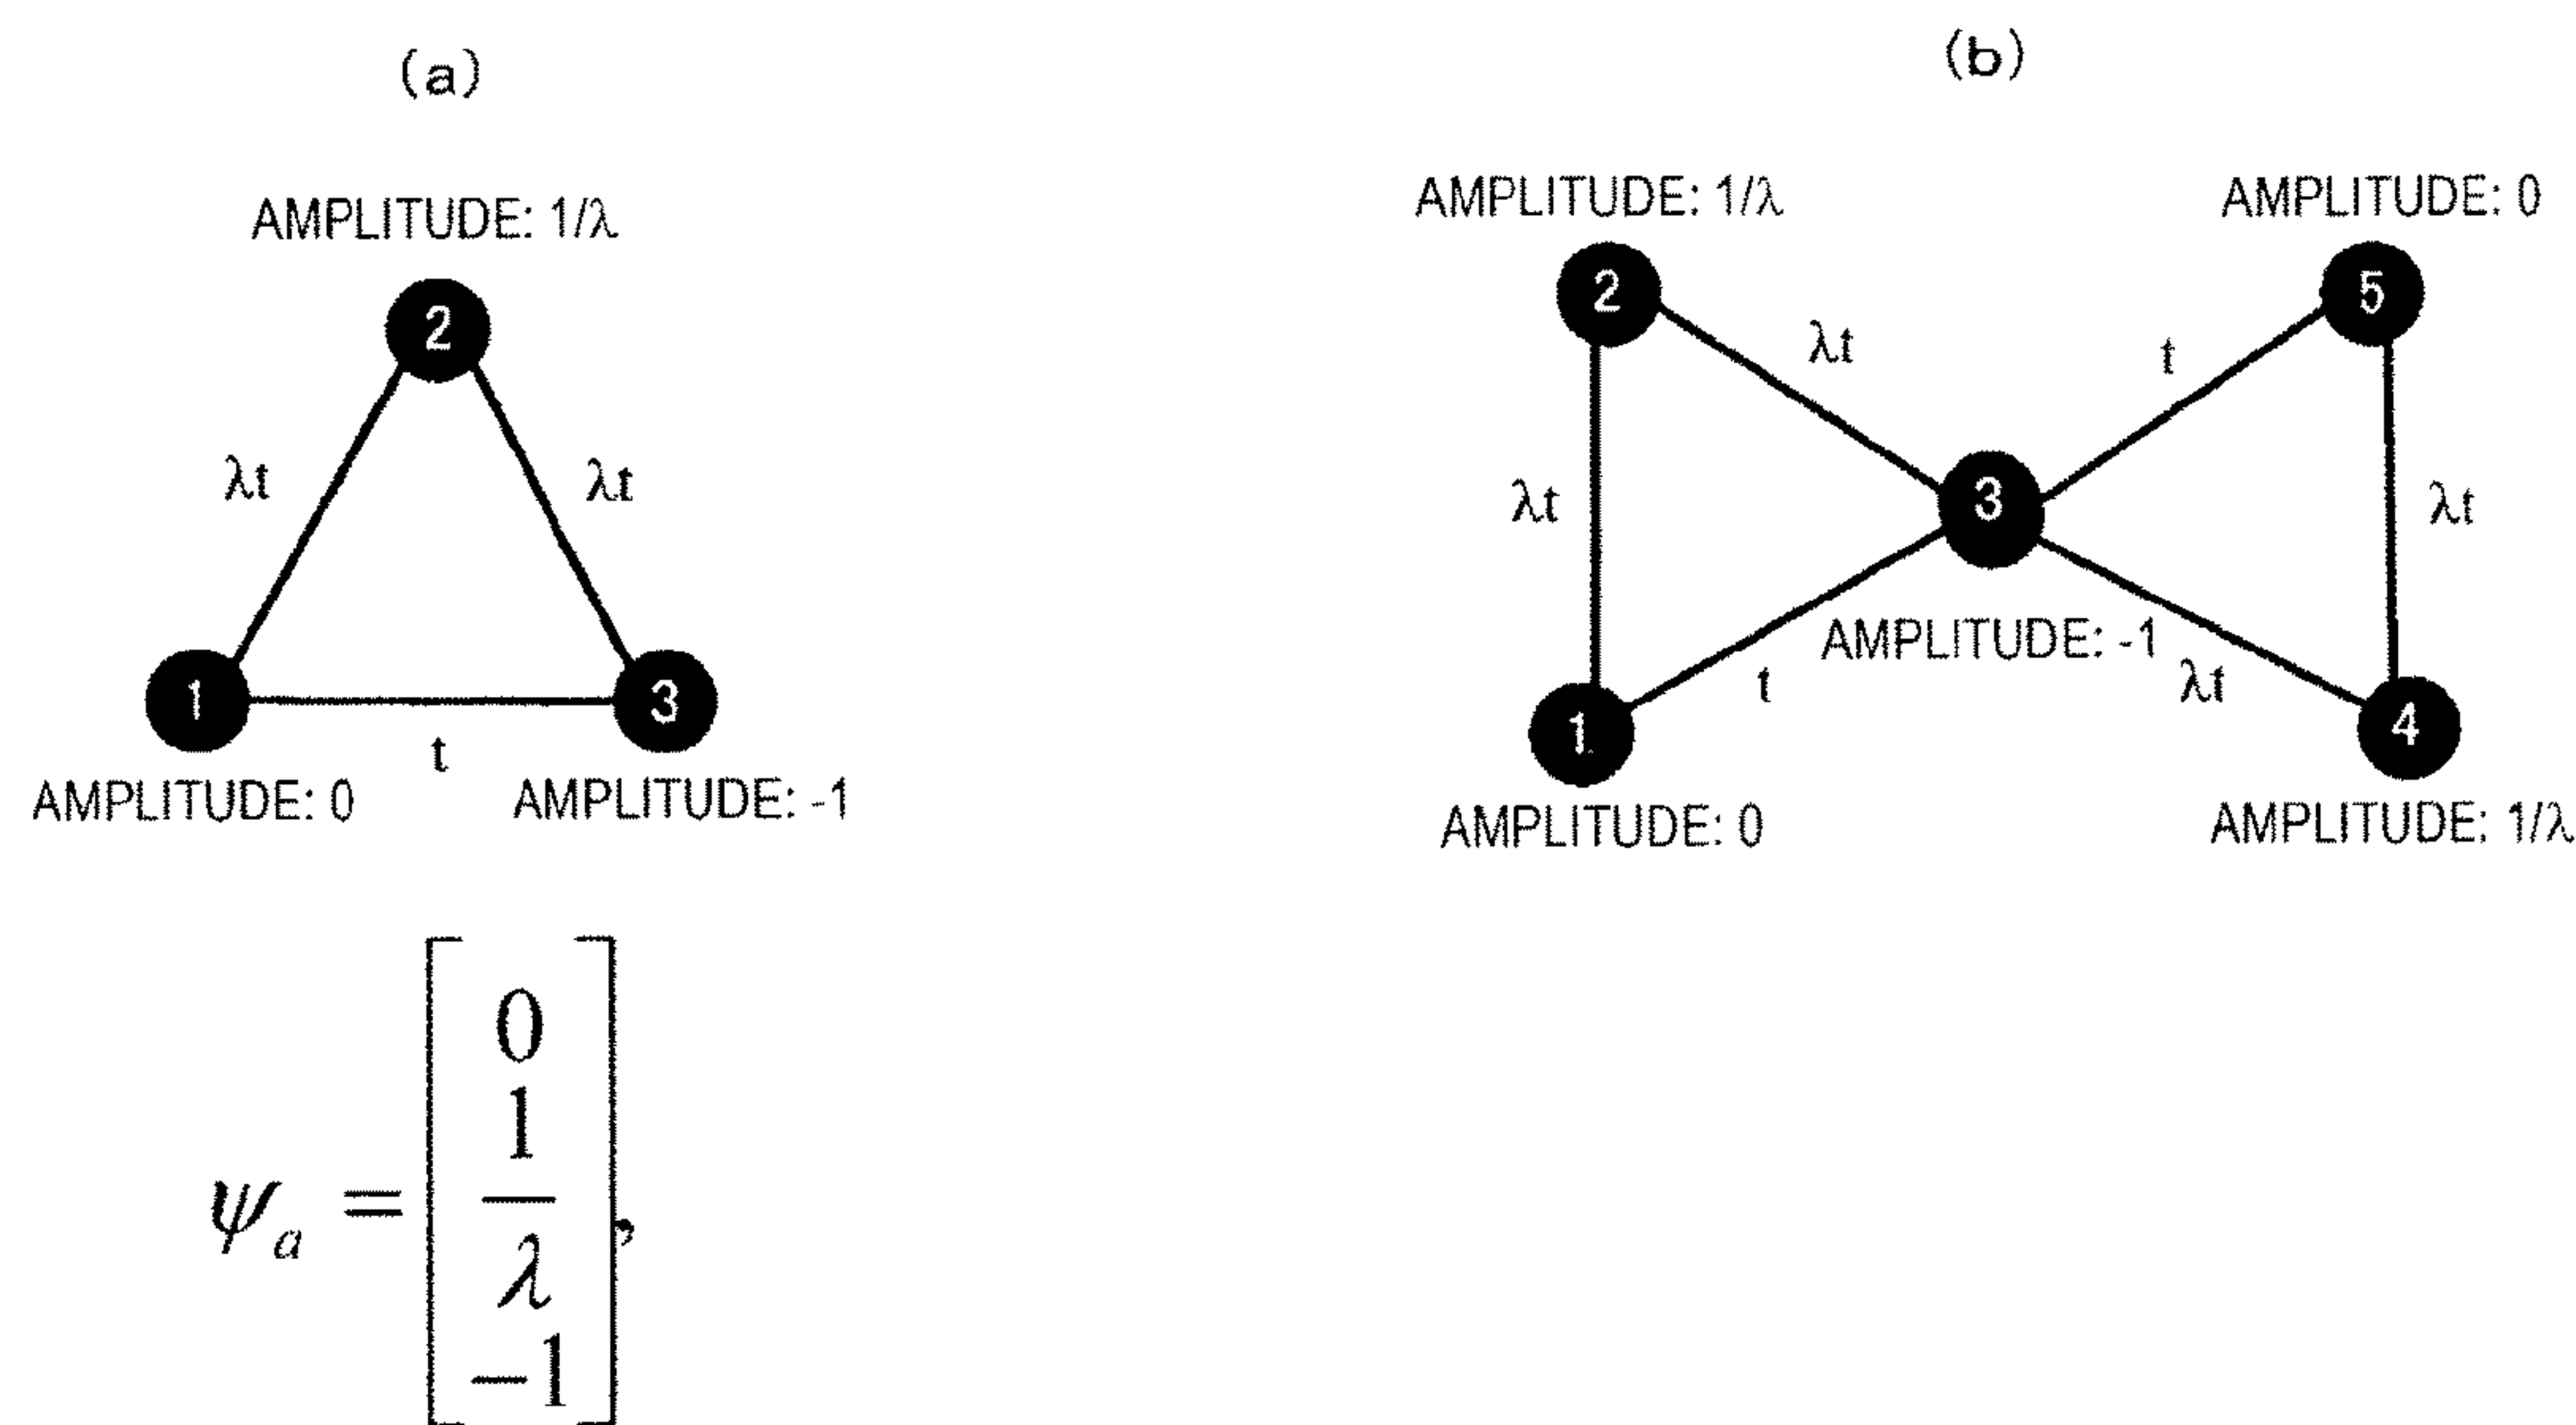 (a)
AMPLITUDE: 1/λ
2
λt
λt
1
3
t
AMPLITUDE: 0
AMPLITUDE: -1
ψ_a = [0, 1/λ, -1],
(b)
AMPLITUDE: 1/λ
AMPLITUDE: 0
2
5
λt
t
λt
3
λt
AMPLITUDE: -1
t
λt
1
4
AMPLITUDE: 0
AMPLITUDE: 1/λ